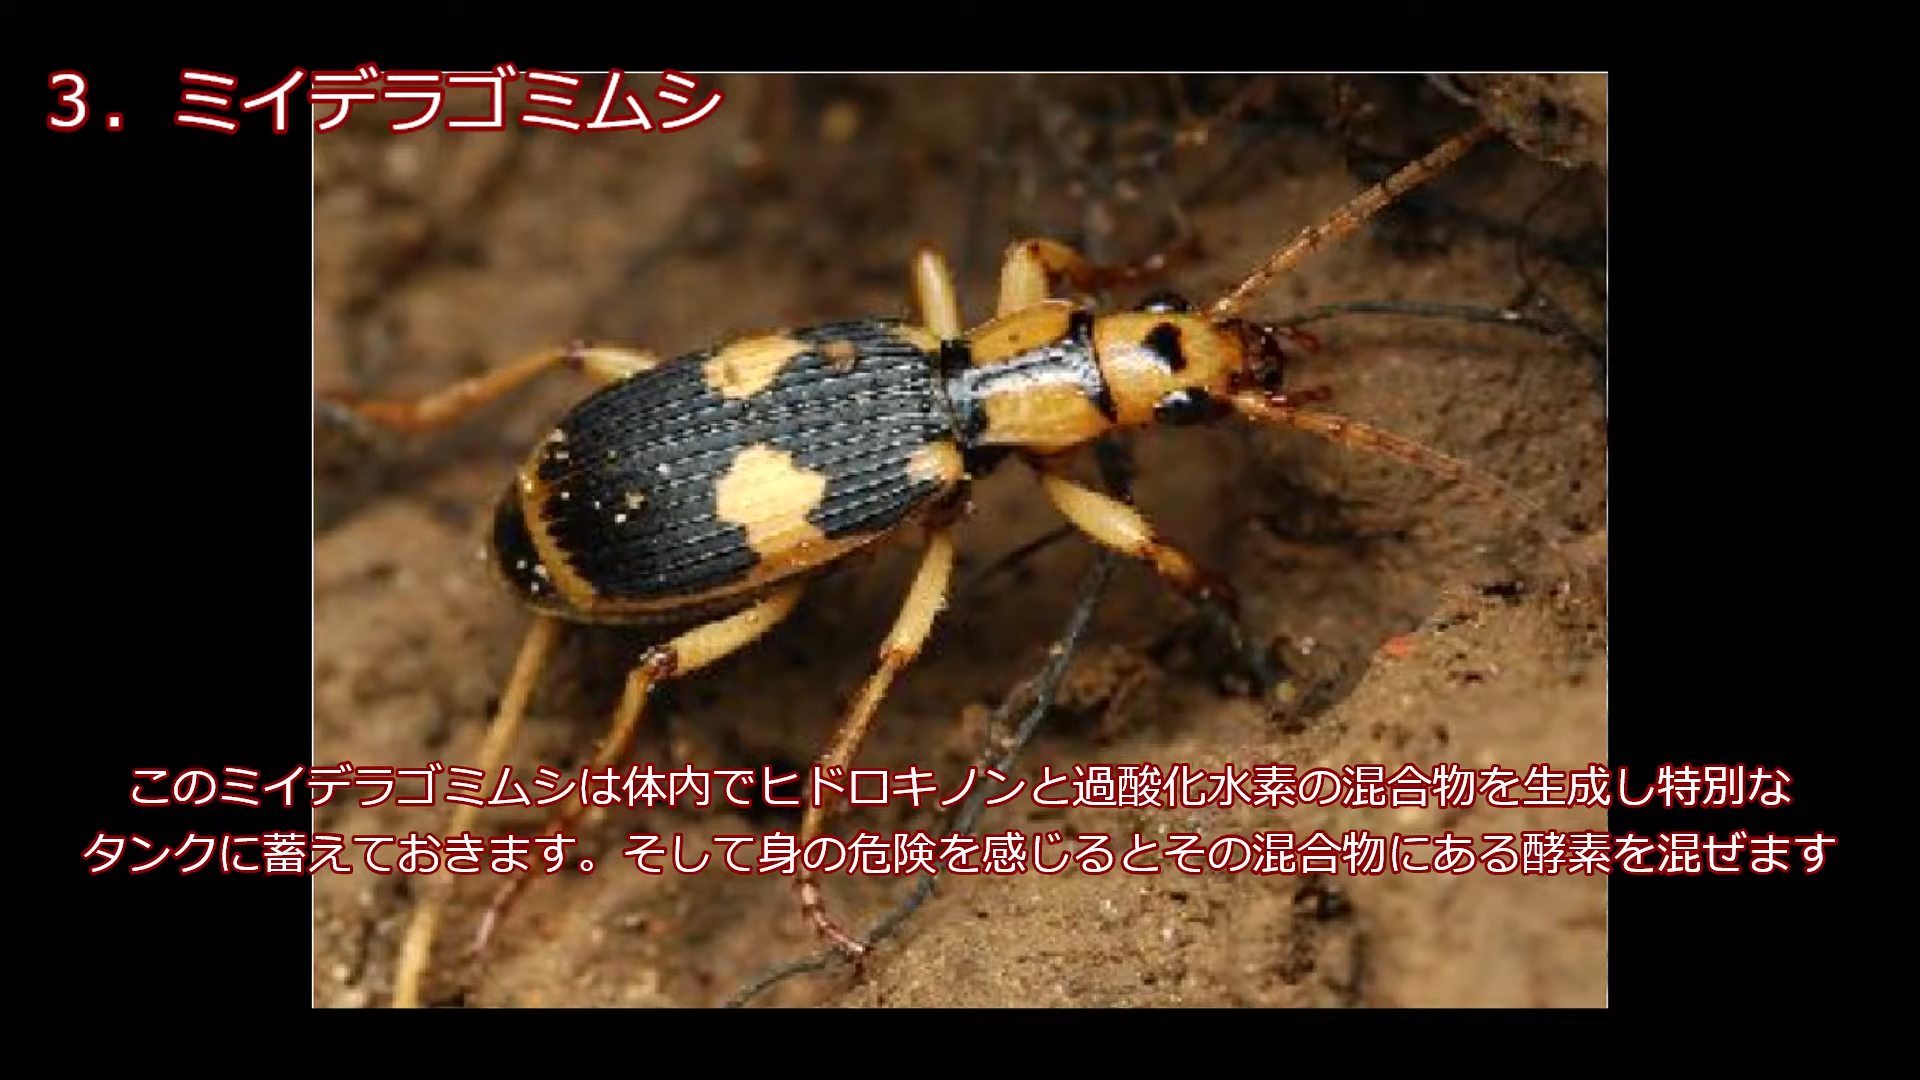 3．ミイデラゴミムシ
このミイデラゴミムシは体内でヒドロキノンと過酸化水素の混合物を生成し特別な
タンクに蓄えておきます。そして身の危険を感じるとその混合物にある酵素を混ぜます